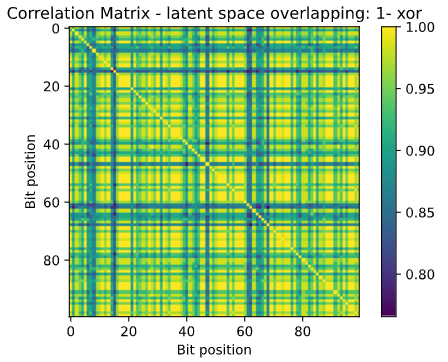 Correlation Matrix - latent space overlapping: 1- xor
0
20
40
60
80
Bit position
0 20 40 60 80
Bit position
1.00
0.95
0.90
0.85
0.80